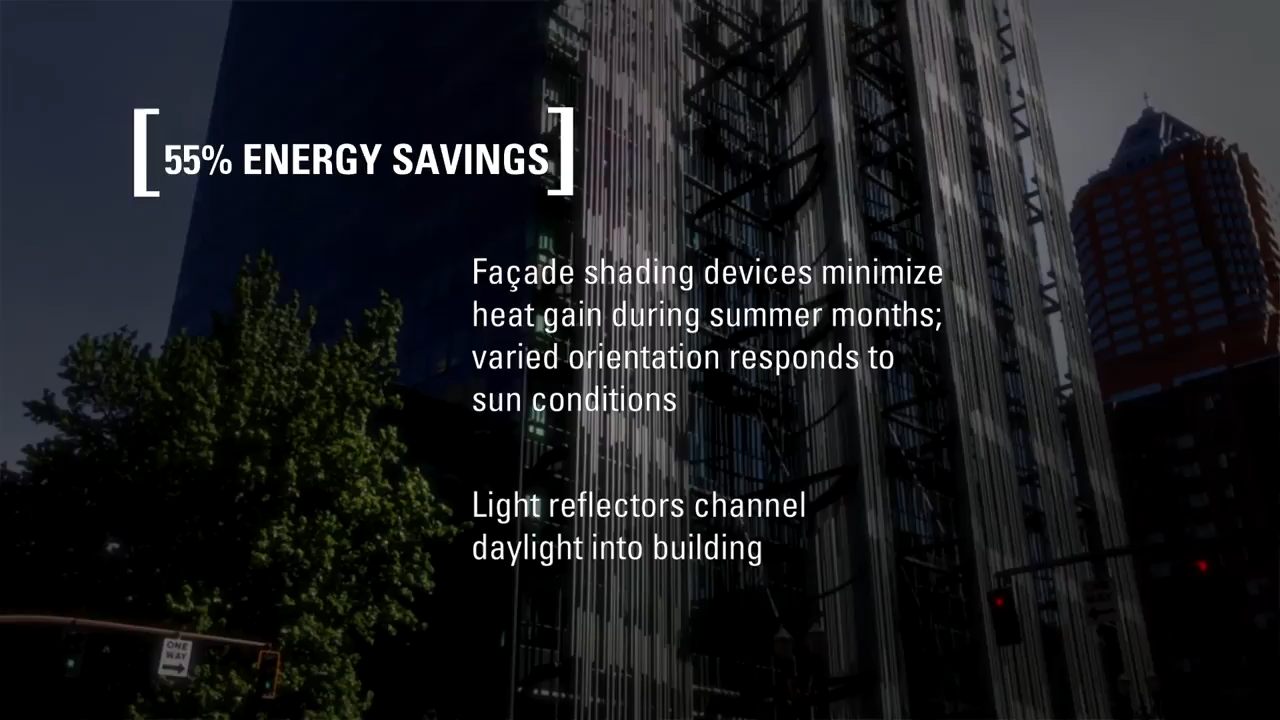 [55% ENERGY SAVINGS]
Façade shading devices minimize
heat gain during summer months;
varied orientation responds to
sun conditions
Light reflectors channel
daylight into building
ONE
WAY